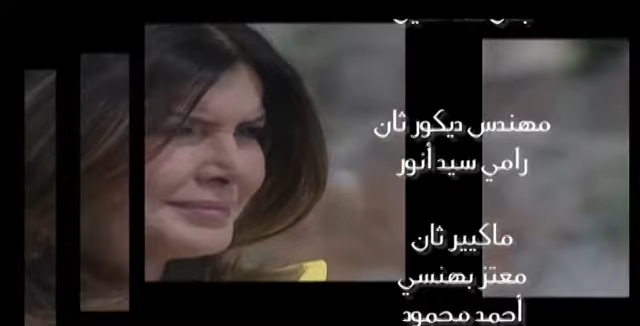 مهندس ديكور ثان
رامي سيد أنور
ماكيير ثان
معتز بهنسي
أحمد محمود